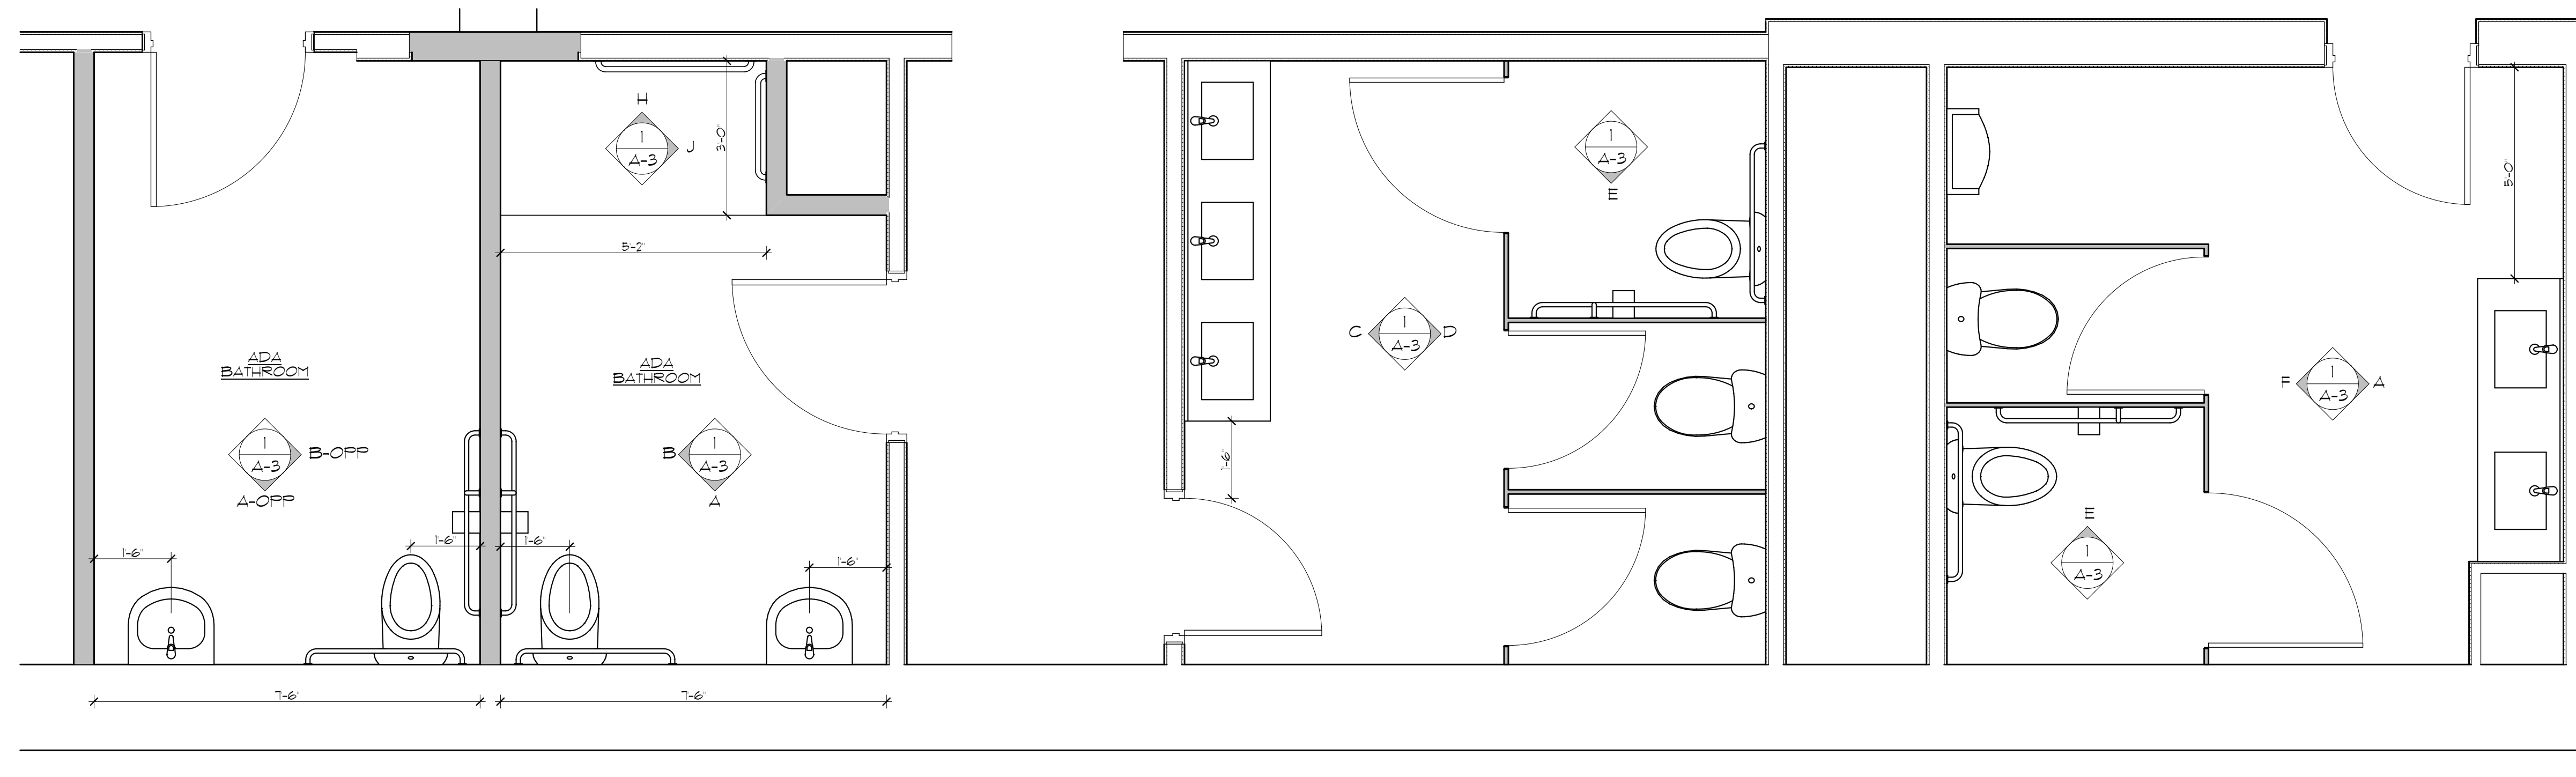 H
1
A-3
J
3'-0"
5'-2"
ADA
BATHROOM
ADA
BATHROOM
1
A-3
B-OPP
A-OPP
B
1
A-3
A
1'-6"
1'-6"
1'-6"
1'-6"
7'-6"
7'-6"
1
A-3
E
C
1
A-3
D
1'-6"
5'-0"
F
1
A-3
A
E
1
A-3